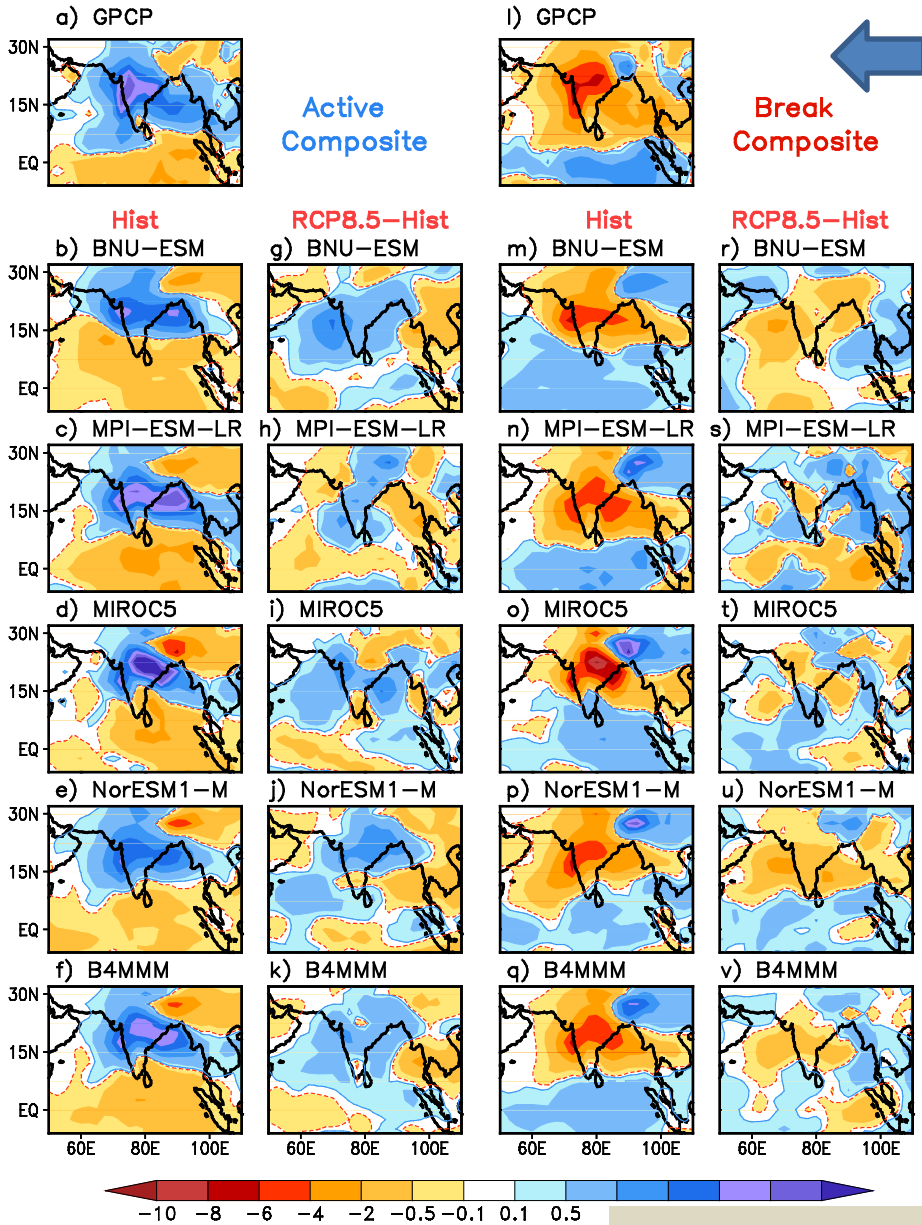 a) GPCP
l) GPCP
30N
15N
EQ
Active
Composite
Break
Composite
Hist
RCP8.5-Hist
Hist
RCP8.5-Hist
b) BNU-ESM
g) BNU-ESM
m) BNU-ESM
r) BNU-ESM
30N
15N
EQ
c) MPI-ESM-LR
h) MPI-ESM-LR
n) MPI-ESM-LR
s) MPI-ESM-LR
30N
15N
EQ
d) MIROC5
i) MIROC5
o) MIROC5
t) MIROC5
30N
15N
EQ
e) NorESM1-M
j) NorESM1-M
p) NorESM1-M
u) NorESM1-M
30N
15N
EQ
f) B4MMM
k) B4MMM
q) B4MMM
v) B4MMM
30N
15N
EQ
60E 80E 100E 60E 80E 100E 60E 80E 100E 60E 80E 100E
-10 -8 -6 -4 -2 -0.5 -0.1 0.1 0.5